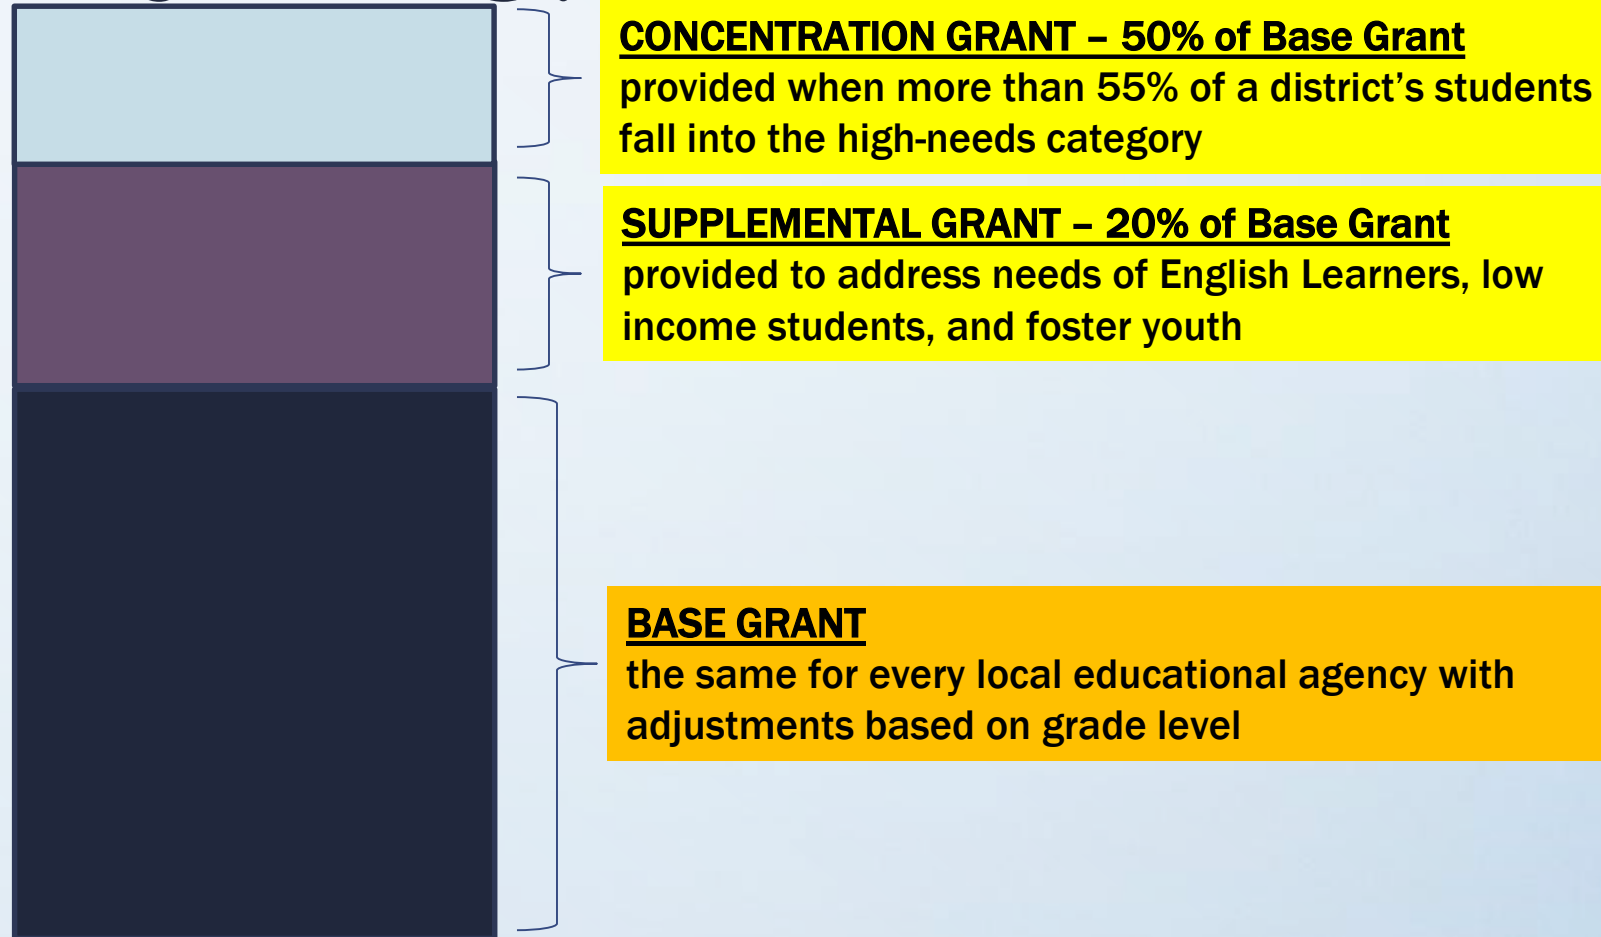 CONCENTRATION GRANT – 50% of Base Grant
provided when more than 55% of a district’s students
fall into the high-needs category
SUPPLEMENTAL GRANT – 20% of Base Grant
provided to address needs of English Learners, low
income students, and foster youth
BASE GRANT
the same for every local educational agency with
adjustments based on grade level